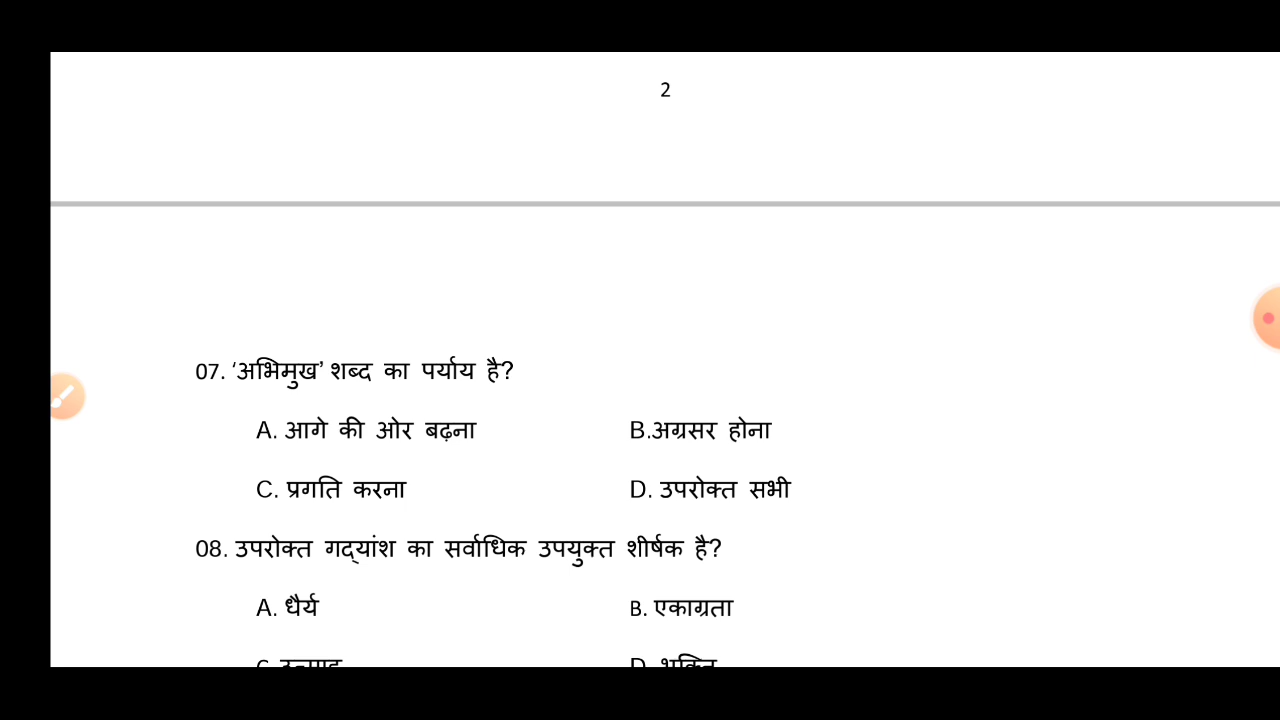 2
07. ‘अभिमुख’ शब्द का पर्याय है?
A. आगे की ओर बढ़ना B.अग्रसर होना
C. प्रगति करना D. उपरोक्त सभी
08. उपरोक्त गद्यांश का सर्वाधिक उपयुक्त शीर्षक है?
A. धैर्य B. एकाग्रता